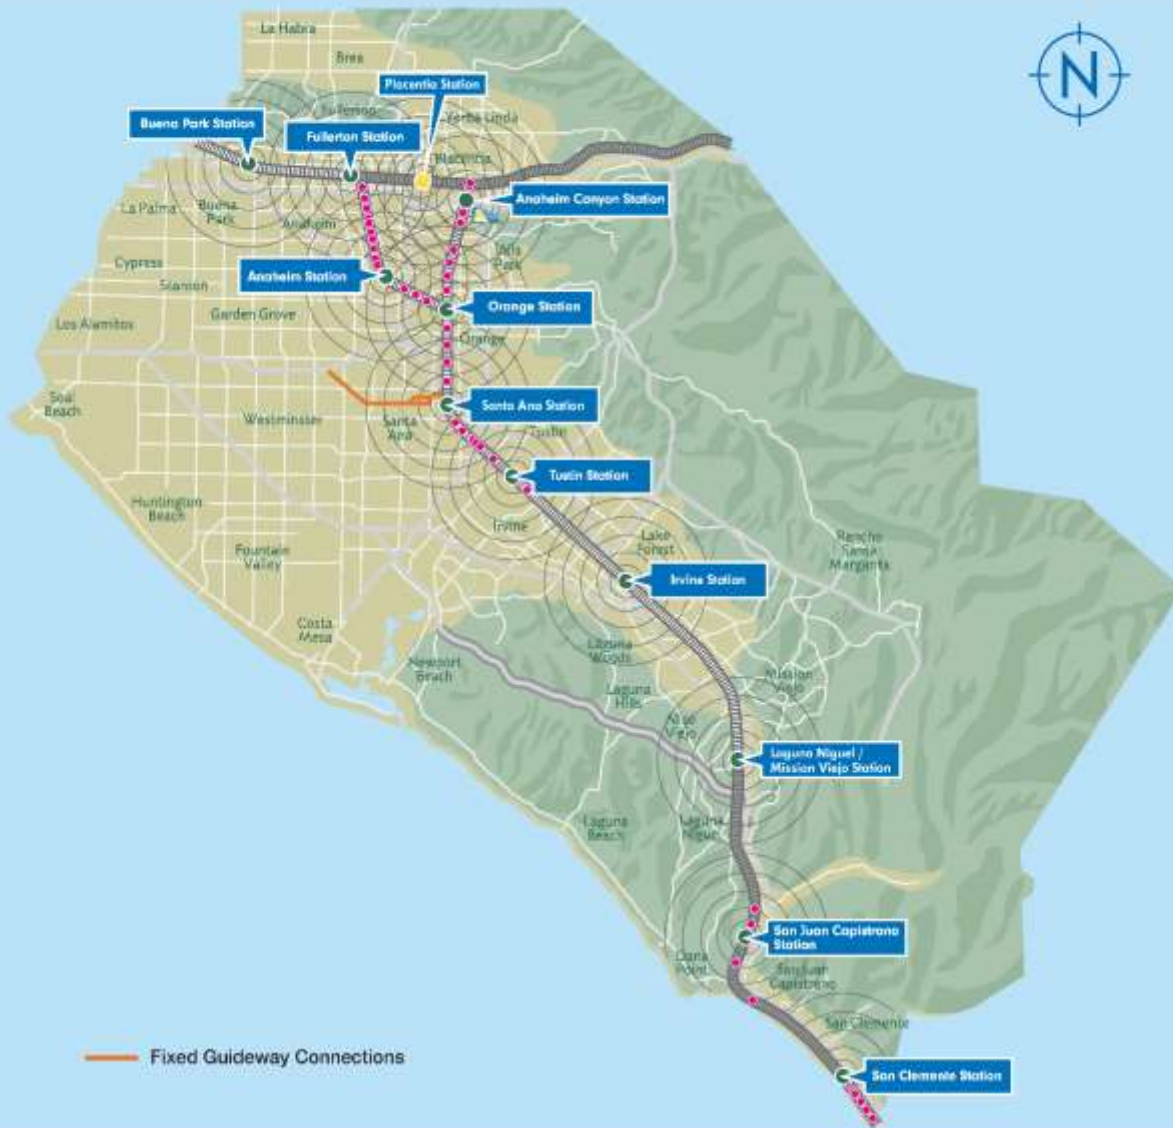 La Habra
Brea
N
Placentia Station
Fullerton
Yorba Linda
Buena Park Station
Fullerton Station
Placentia
La Palma
Buena
Park
Anaheim
Anaheim Canyon Station
Cypress
Stanton
Villa
Park
Anaheim Station
Garden Grove
Orange Station
Los Alamitos
Orange
Seal
Beach
Westminster
Santa
Ana
Santa Ana Station
Tustin
Tustin Station
Huntington
Beach
Irvine
Lake
Forest
Rancho
Santa
Margarita
Fountain
Valley
Irvine Station
Costa
Mesa
Laguna
Woods
Newport
Beach
Mission
Viejo
Laguna
Hills
Aliso
Viejo
Laguna Niguel /
Mission Viejo Station
Laguna
Beach
Laguna
Niguel
San Juan Capistrano
Station
Dana
Point
San Juan
Capistrano
San Clemente
Fixed Guideway Connections
San Clemente Station